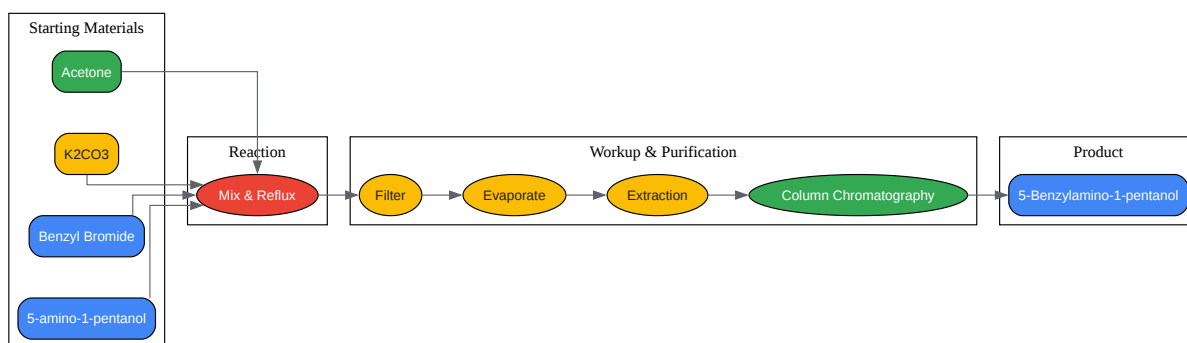 Starting Materials
Acetone
K2CO3
Benzyl Bromide
5-amino-1-pentanol
Reaction
Mix & Reflux
Workup & Purification
Filter
Evaporate
Extraction
Column Chromatography
Product
5-Benzylamino-1-pentanol